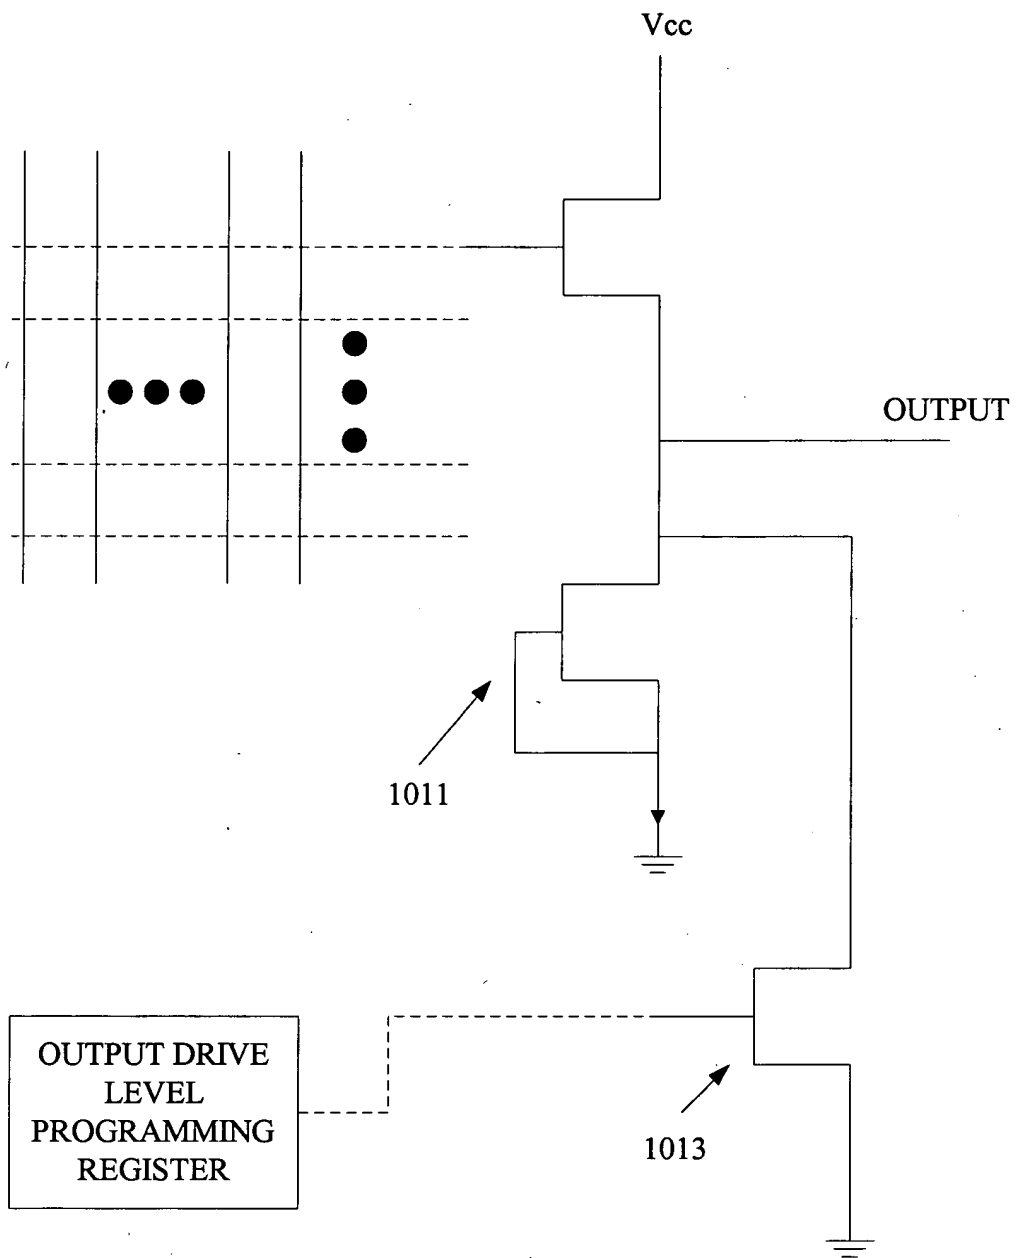 Vcc
OUTPUT
1011
OUTPUT DRIVE
LEVEL
PROGRAMMING
REGISTER
1013